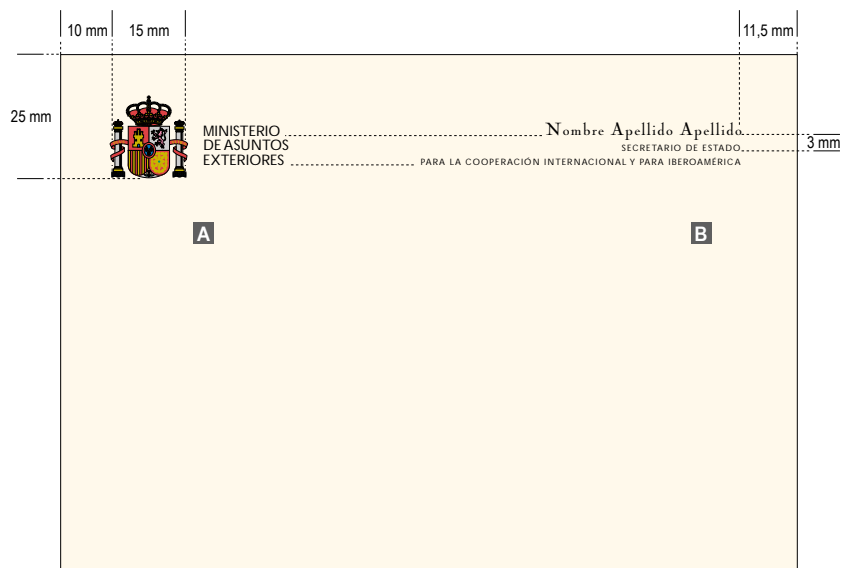 10 mm 15 mm 11,5 mm
25 mm
MINISTERIO
DE ASUNTOS
EXTERIORES
Nombre Apellido Apellido
SECRETARIO DE ESTADO
PARA LA COOPERACIÓN INTERNACIONAL Y PARA IBEROAMÉRICA
3 mm
A B